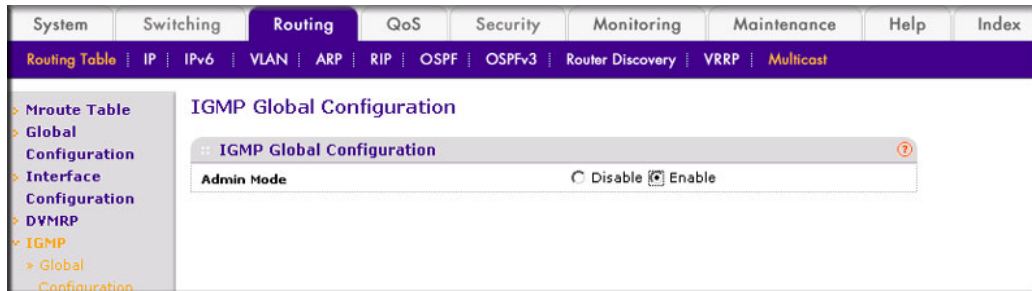 System Switching Routing QoS Security Monitoring Maintenance Help Index
Routing Table IP IPv6 VLAN ARP RIP OSPF OSPFv3 Router Discovery VRRP Multicast
Mroute Table
Global
Configuration
Interface
Configuration
DVMRP
IGMP
» Global
Configuration
IGMP Global Configuration
IGMP Global Configuration ?
Admin Mode Disable Enable